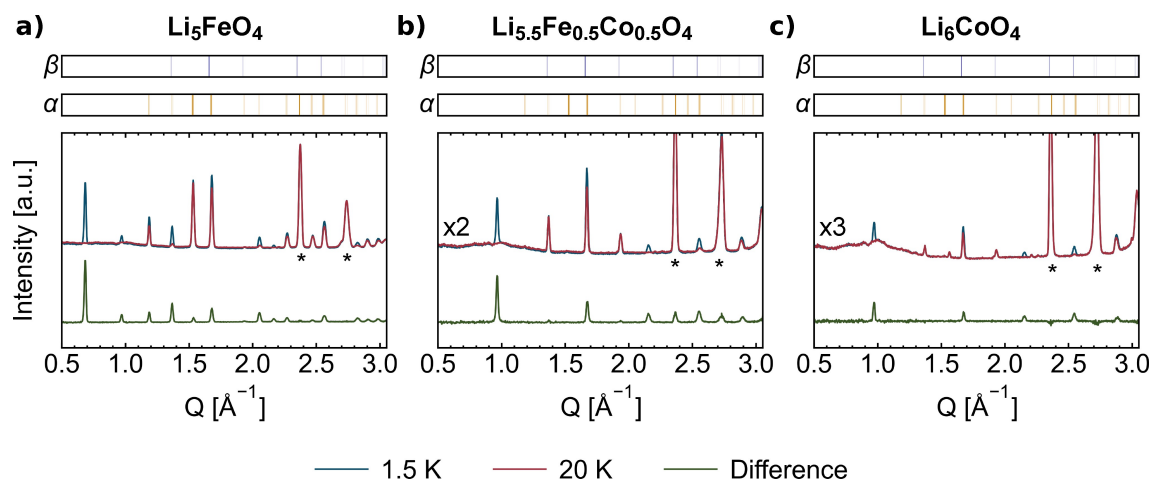 a) Li₅FeO₄ b) Li₅.₅Fe₀.₅Co₀.₅O₄ c) Li₆CoO₄
β β β
α α α
Intensity [a.u.]
x2 x3
* * * * * *
0.5 1.0 1.5 2.0 2.5 3.0 0.5 1.0 1.5 2.0 2.5 3.0 0.5 1.0 1.5 2.0 2.5 3.0
Q [Å⁻¹] Q [Å⁻¹] Q [Å⁻¹]
1.5 K 20 K Difference